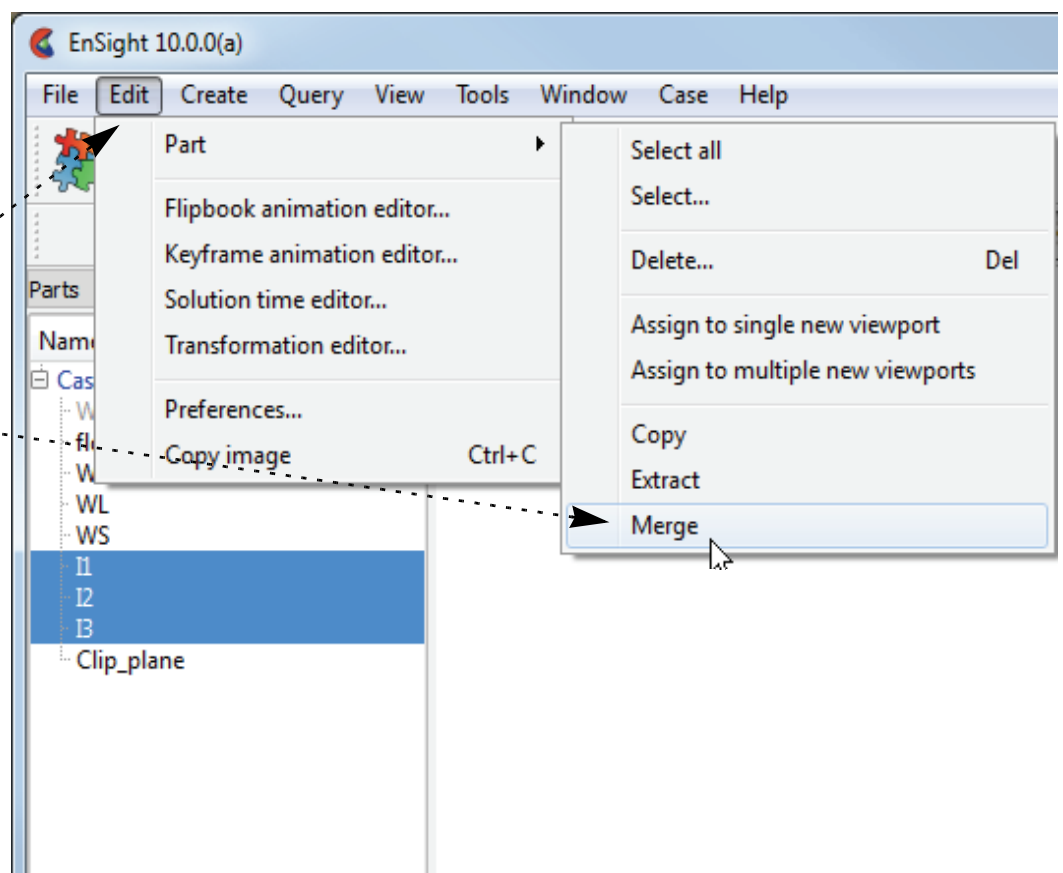 EnSight 10.0.0(a)
File Edit Create Query View Tools Window Case Help
Part
Flipbook animation editor...
Keyframe animation editor...
Solution time editor...
Transformation editor...
Preferences...
Copy image Ctrl+C
Select all
Select...
Delete... Del
Assign to single new viewport
Assign to multiple new viewports
Copy
Extract
Merge
Parts
WL
WS
I1
I2
I3
Clip_plane